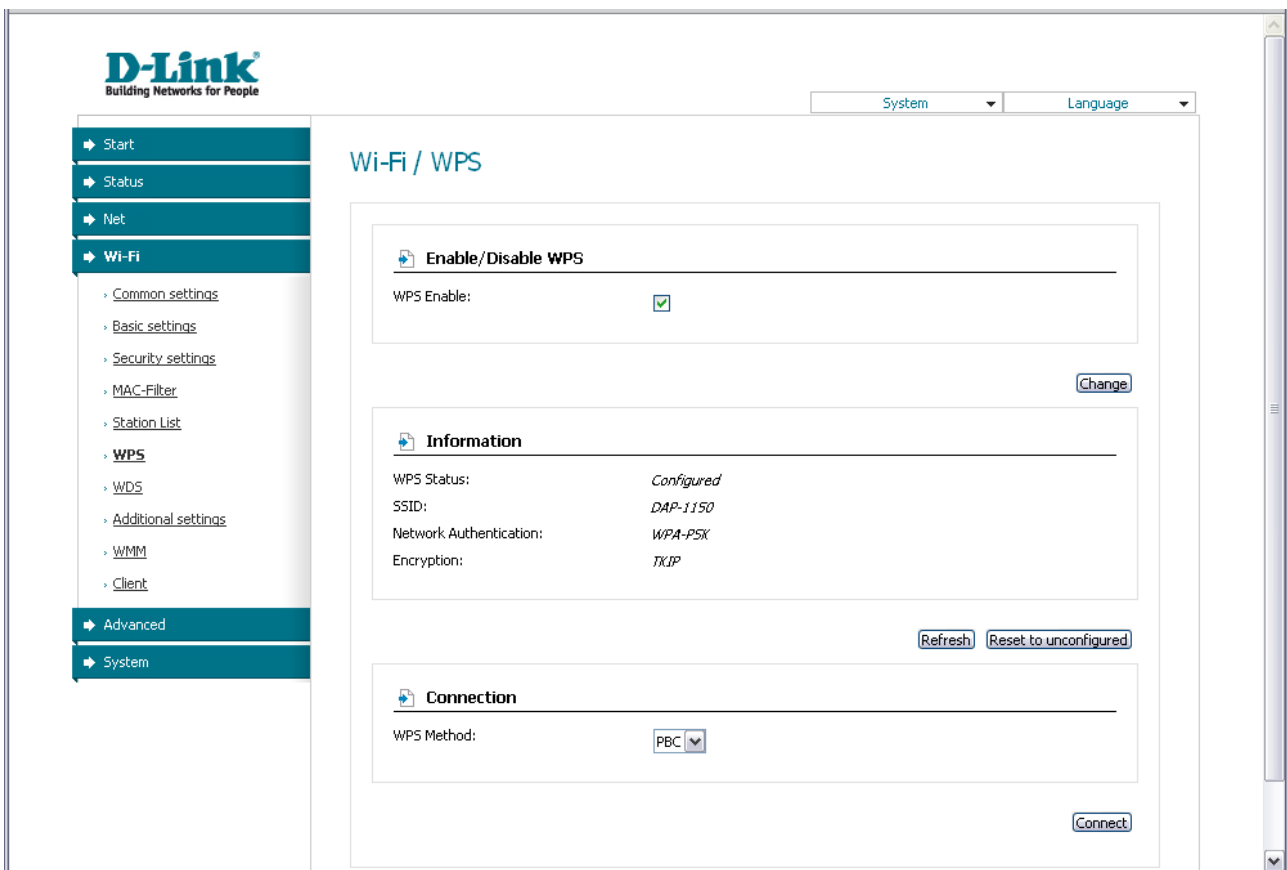 D-Link
Building Networks for People
System
Language
Start
Status
Net
Wi-Fi
Common settings
Basic settings
Security settings
MAC-Filter
Station List
WPS
WDS
Additional settings
WMM
Client
Advanced
System
Wi-Fi / WPS
Enable/Disable WPS
WPS Enable:
Change
Information
WPS Status: Configured
SSID: DAP-1150
Network Authentication: WPA-PSK
Encryption: TKIP
Refresh Reset to unconfigured
Connection
WPS Method: PBC
Connect